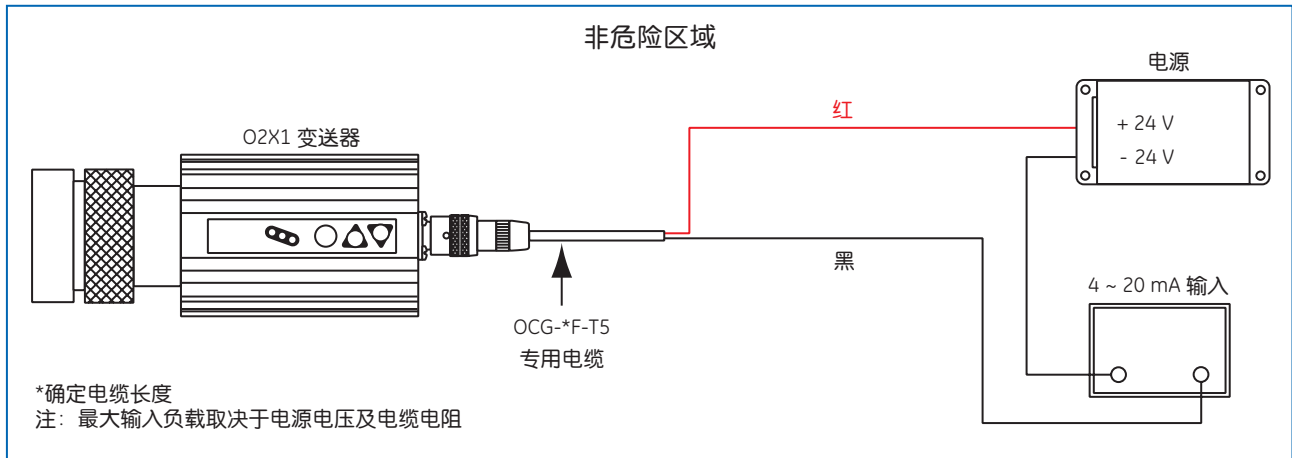 非危险区域
电源
红
+ 24 V
- 24 V
O2X1 变送器
黑
4 ~ 20 mA 输入
OCG-*F-T5
专用电缆
*确定电缆长度
注：最大输入负载取决于电源电压及电缆电阻